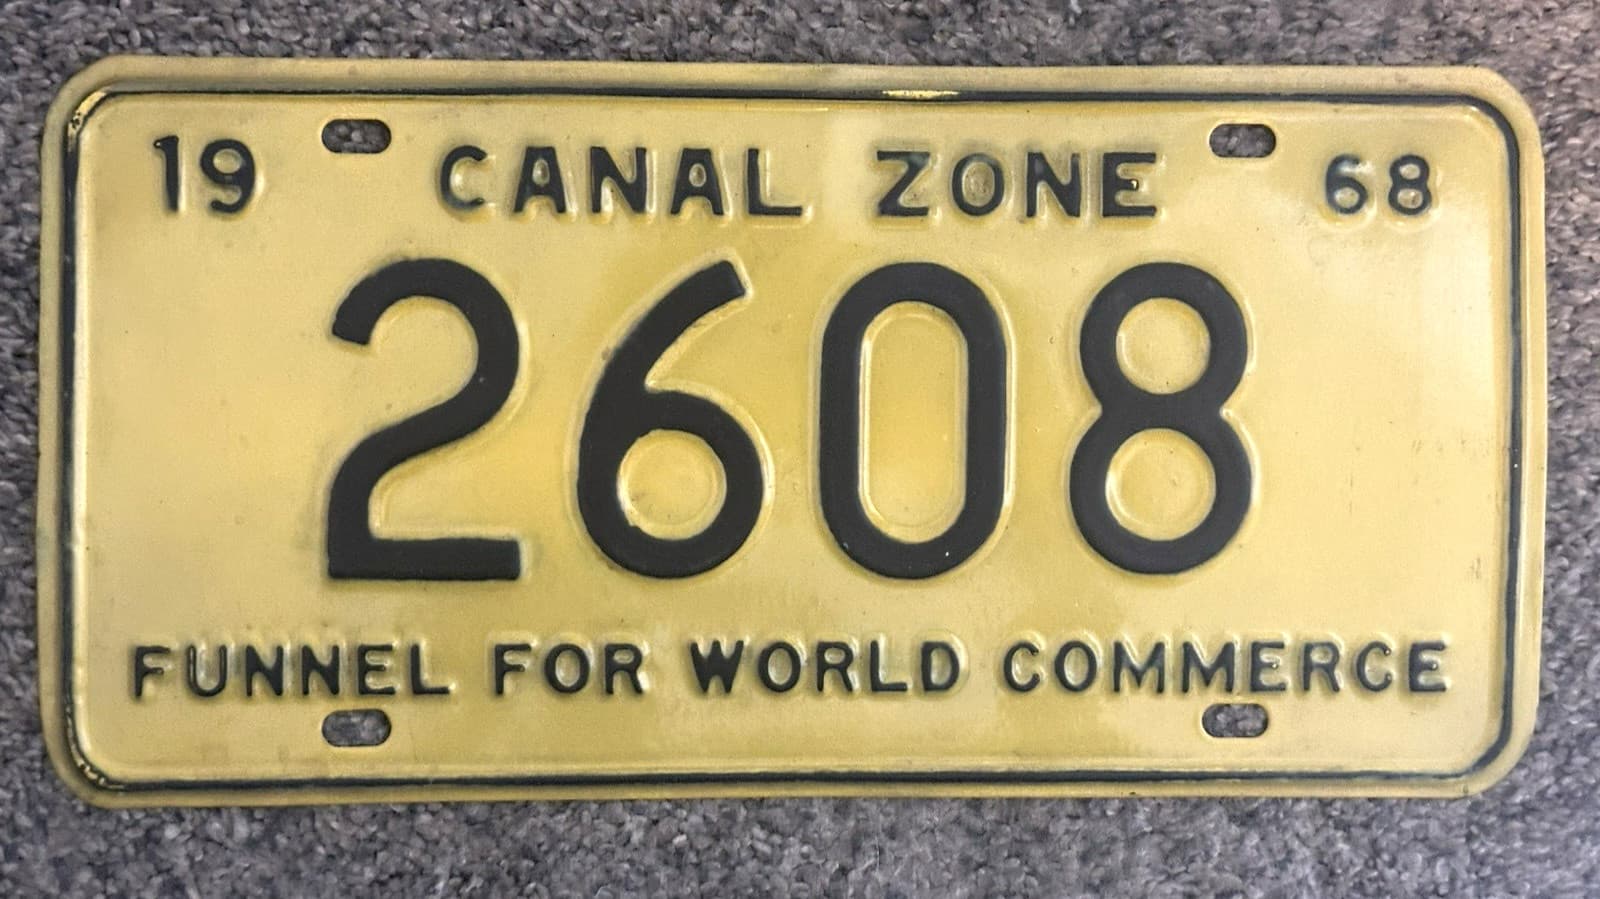 19 CANAL ZONE 68
2608
FUNNEL FOR WORLD COMMERCE